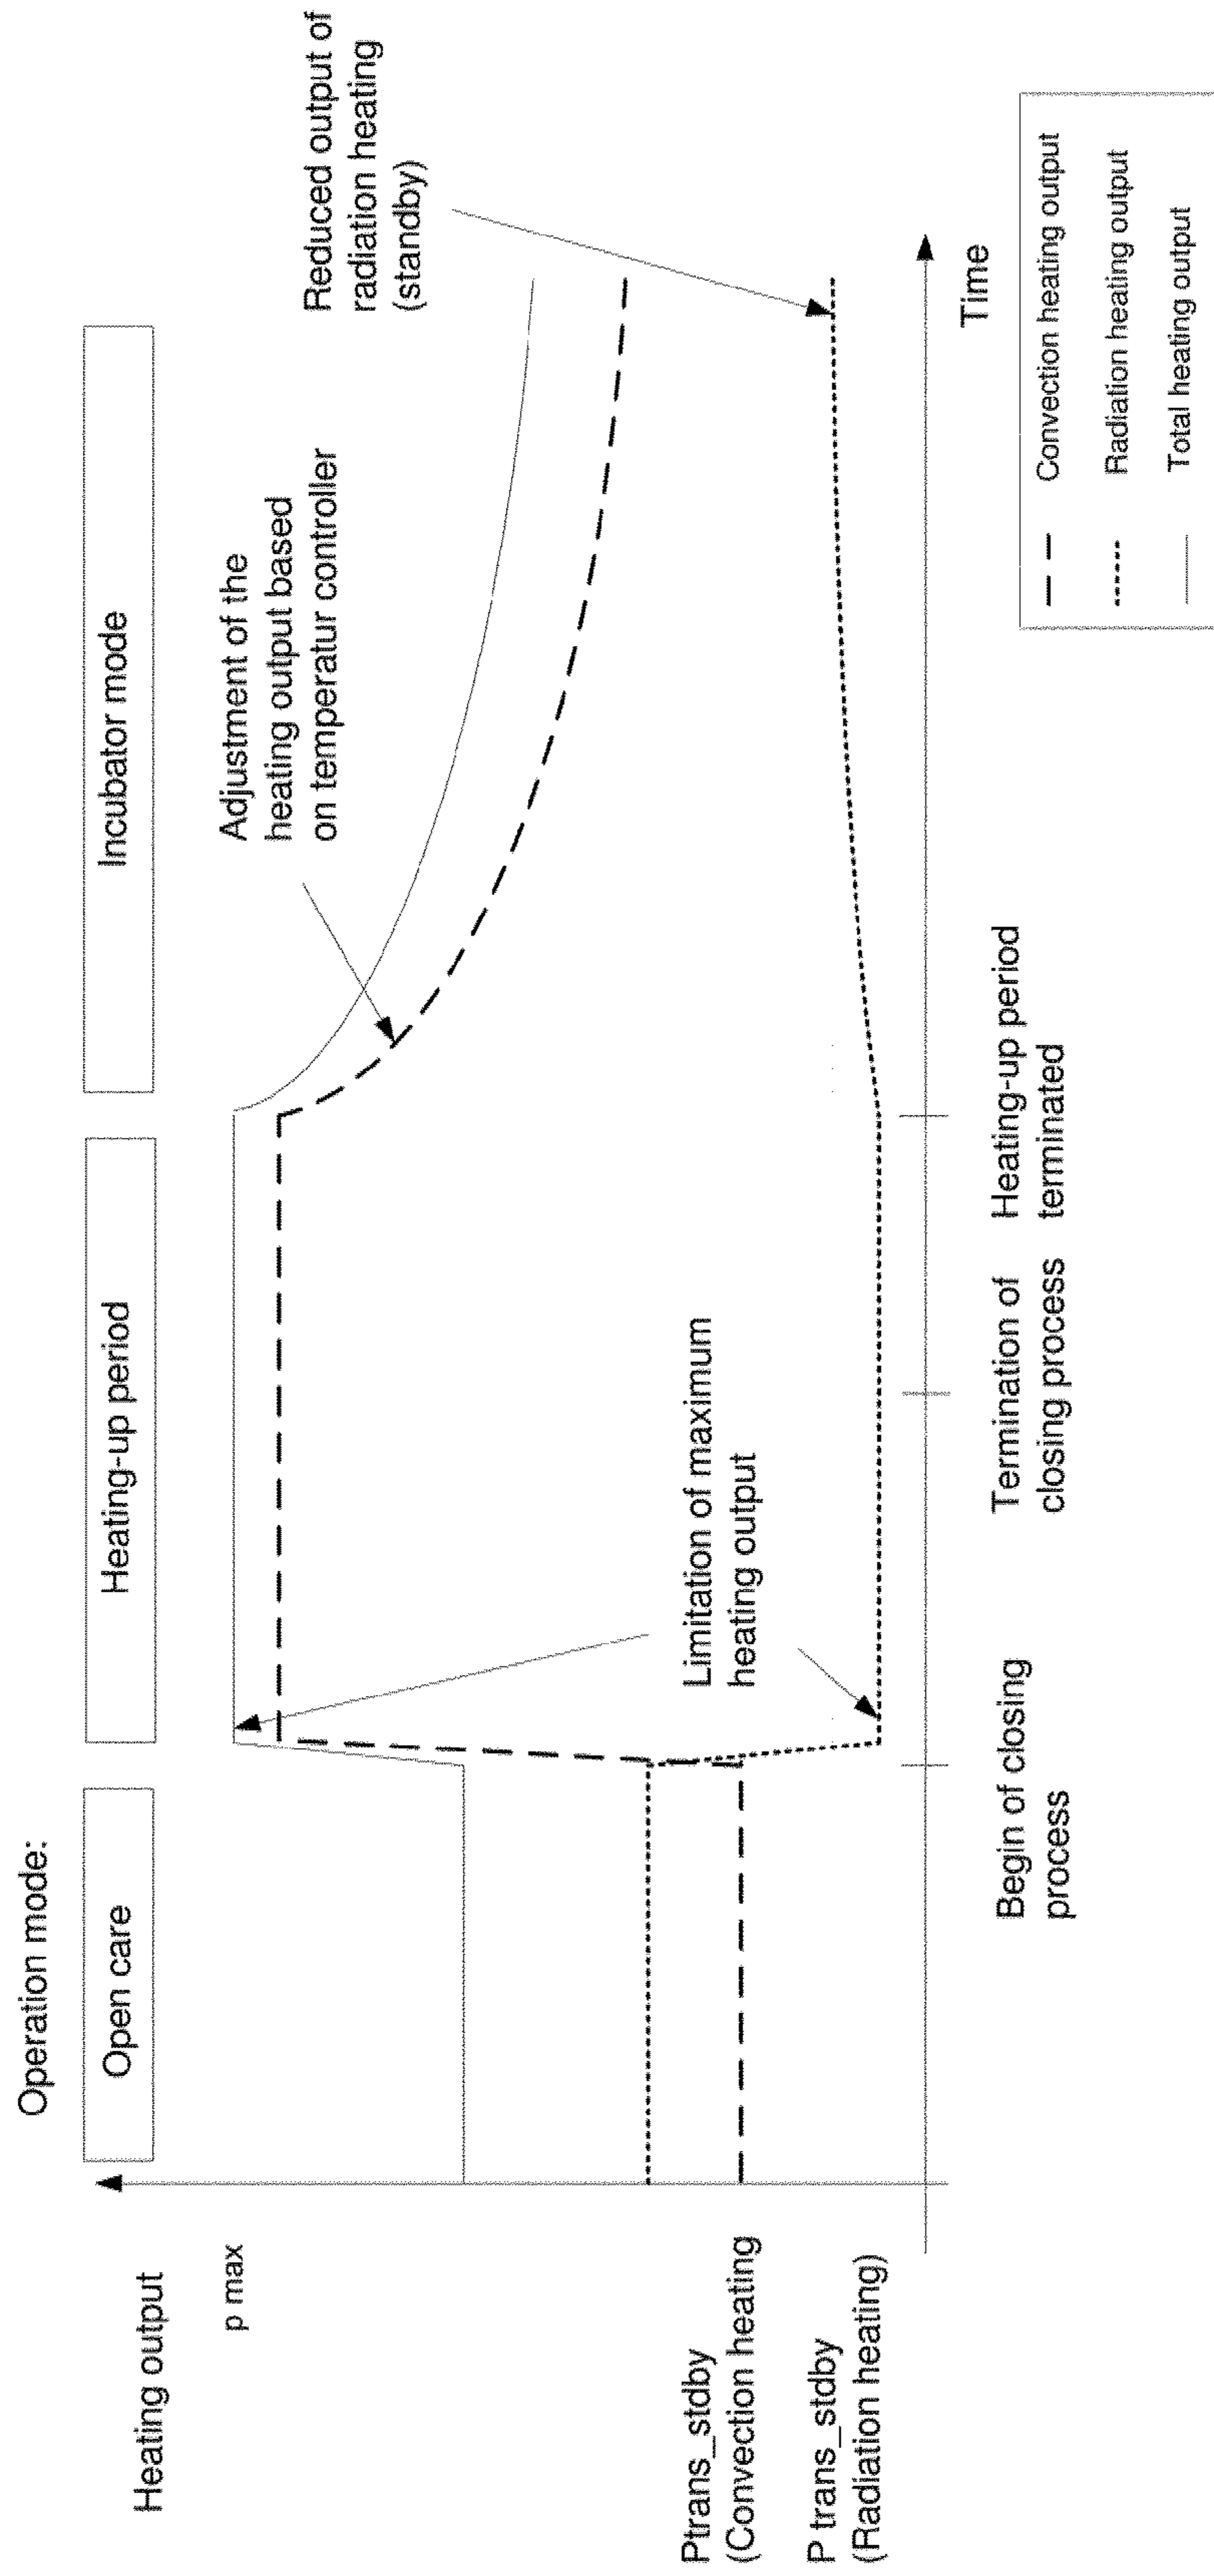 Operation mode:
Open care
Heating-up period
Incubator mode
Heating output
p max
Adjustment of the
heating output based
on temperatur controller
Reduced output of
radiation heating
(standby)
Limitation of maximum
heating output
Ptrans_stdby
(Convection heating)
P trans_stdby
(Radiation heating)
Time
Begin of closing
process
Termination of
closing process
Heating-up period
terminated
Convection heating output
Radiation heating output
Total heating output